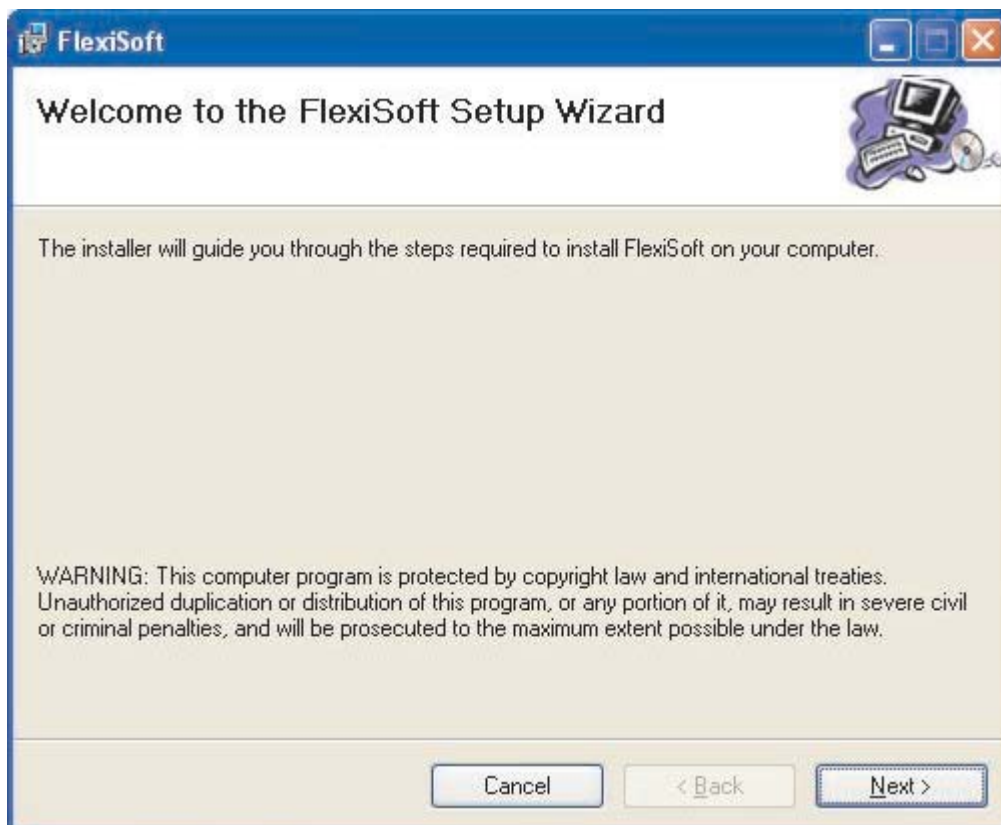 FlexiSoft
Welcome to the FlexiSoft Setup Wizard
The installer will guide you through the steps required to install FlexiSoft on your computer.
WARNING: This computer program is protected by copyright law and international treaties.
Unauthorized duplication or distribution of this program, or any portion of it, may result in severe civil
or criminal penalties, and will be prosecuted to the maximum extent possible under the law.
Cancel
< Back
Next >